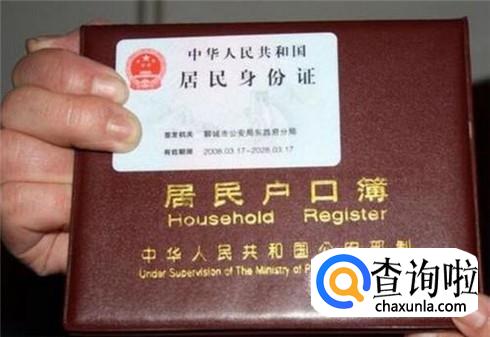 中华人民共和国
居民身份证
签发机关 聊城市公安局东昌府分局
有效期限 2008.03.17-2028.03.17
居民户口簿
Household Register
中华人民共和国公安部制
Under Supervision of The Ministry of P
查询啦
chaxunla.com